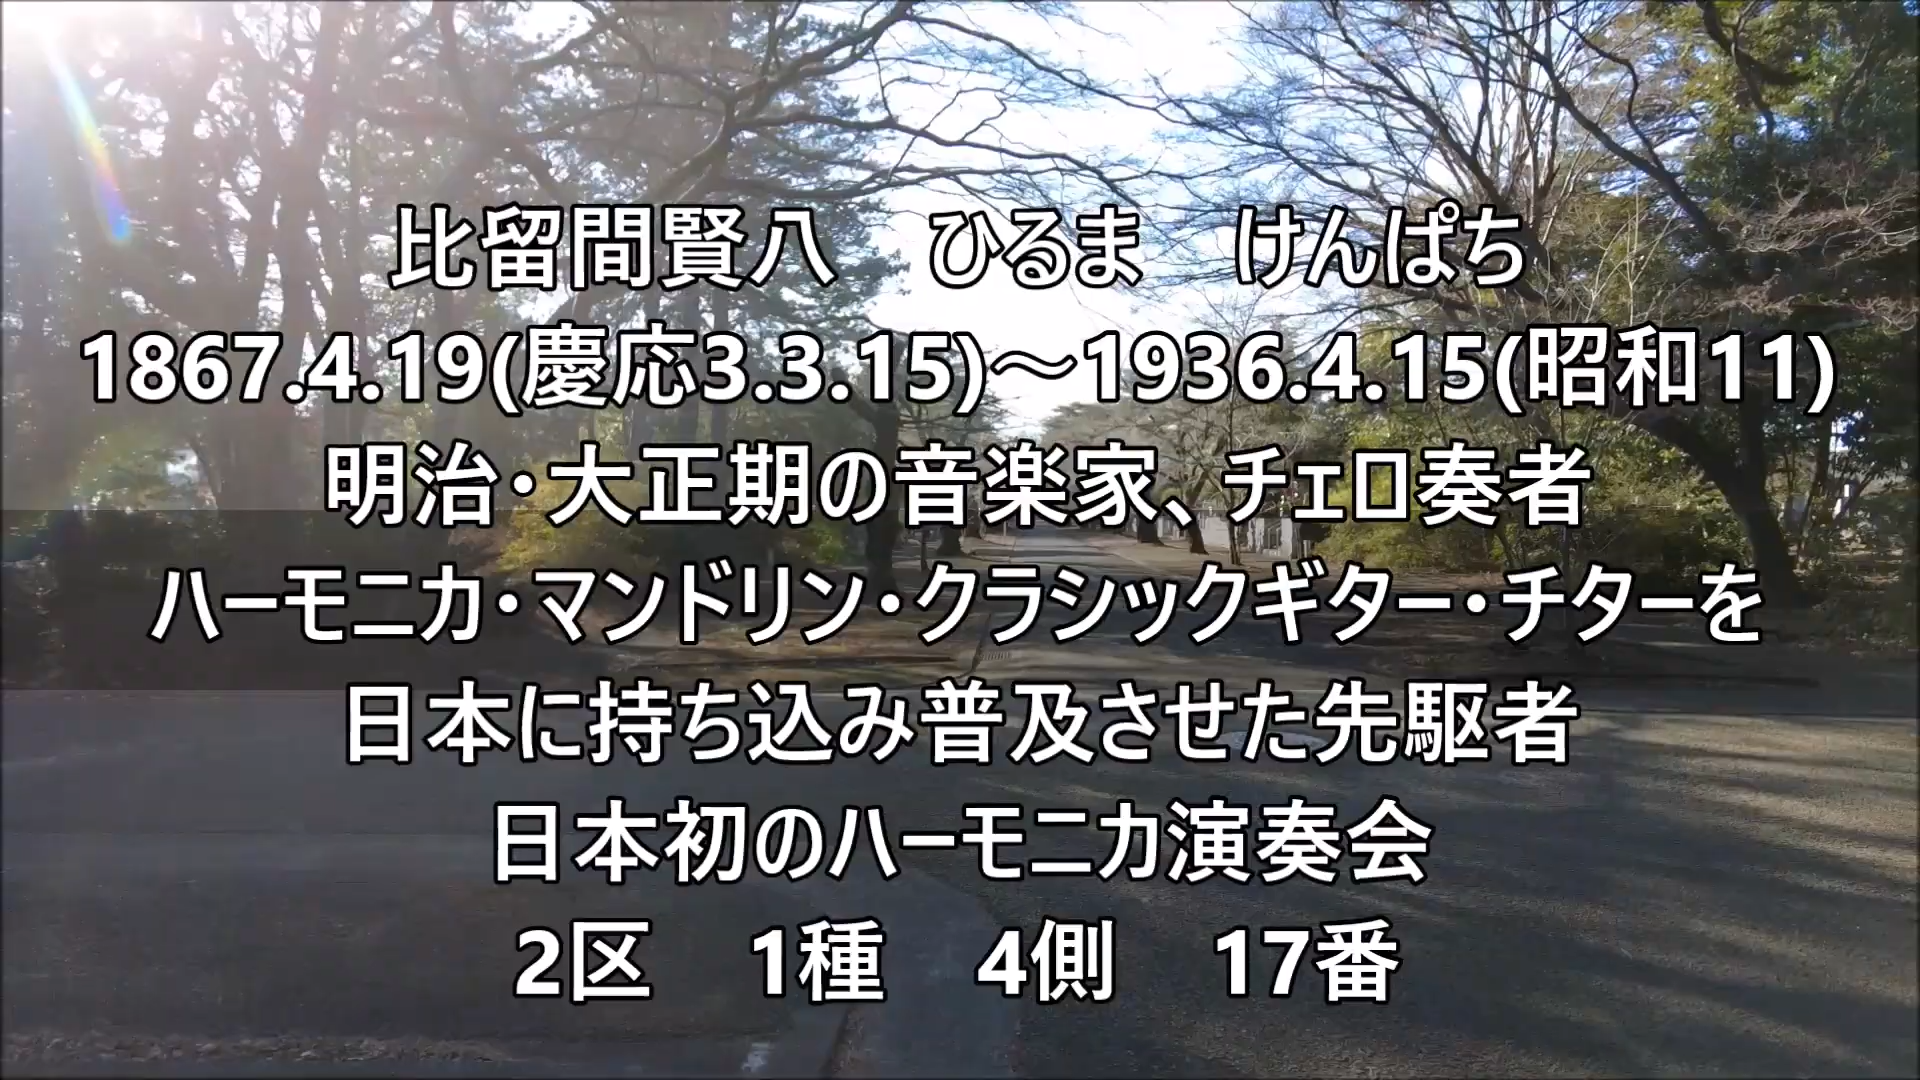 比留間賢八　ひるま　けんぱち
1867.4.19(慶応3.3.15)～1936.4.15(昭和11)
明治・大正期の音楽家、チェロ奏者
ハーモニカ・マンドリン・クラシックギター・チターを
日本に持ち込み普及させた先駆者
日本初のハーモニカ演奏会
2区　1種　4側　17番